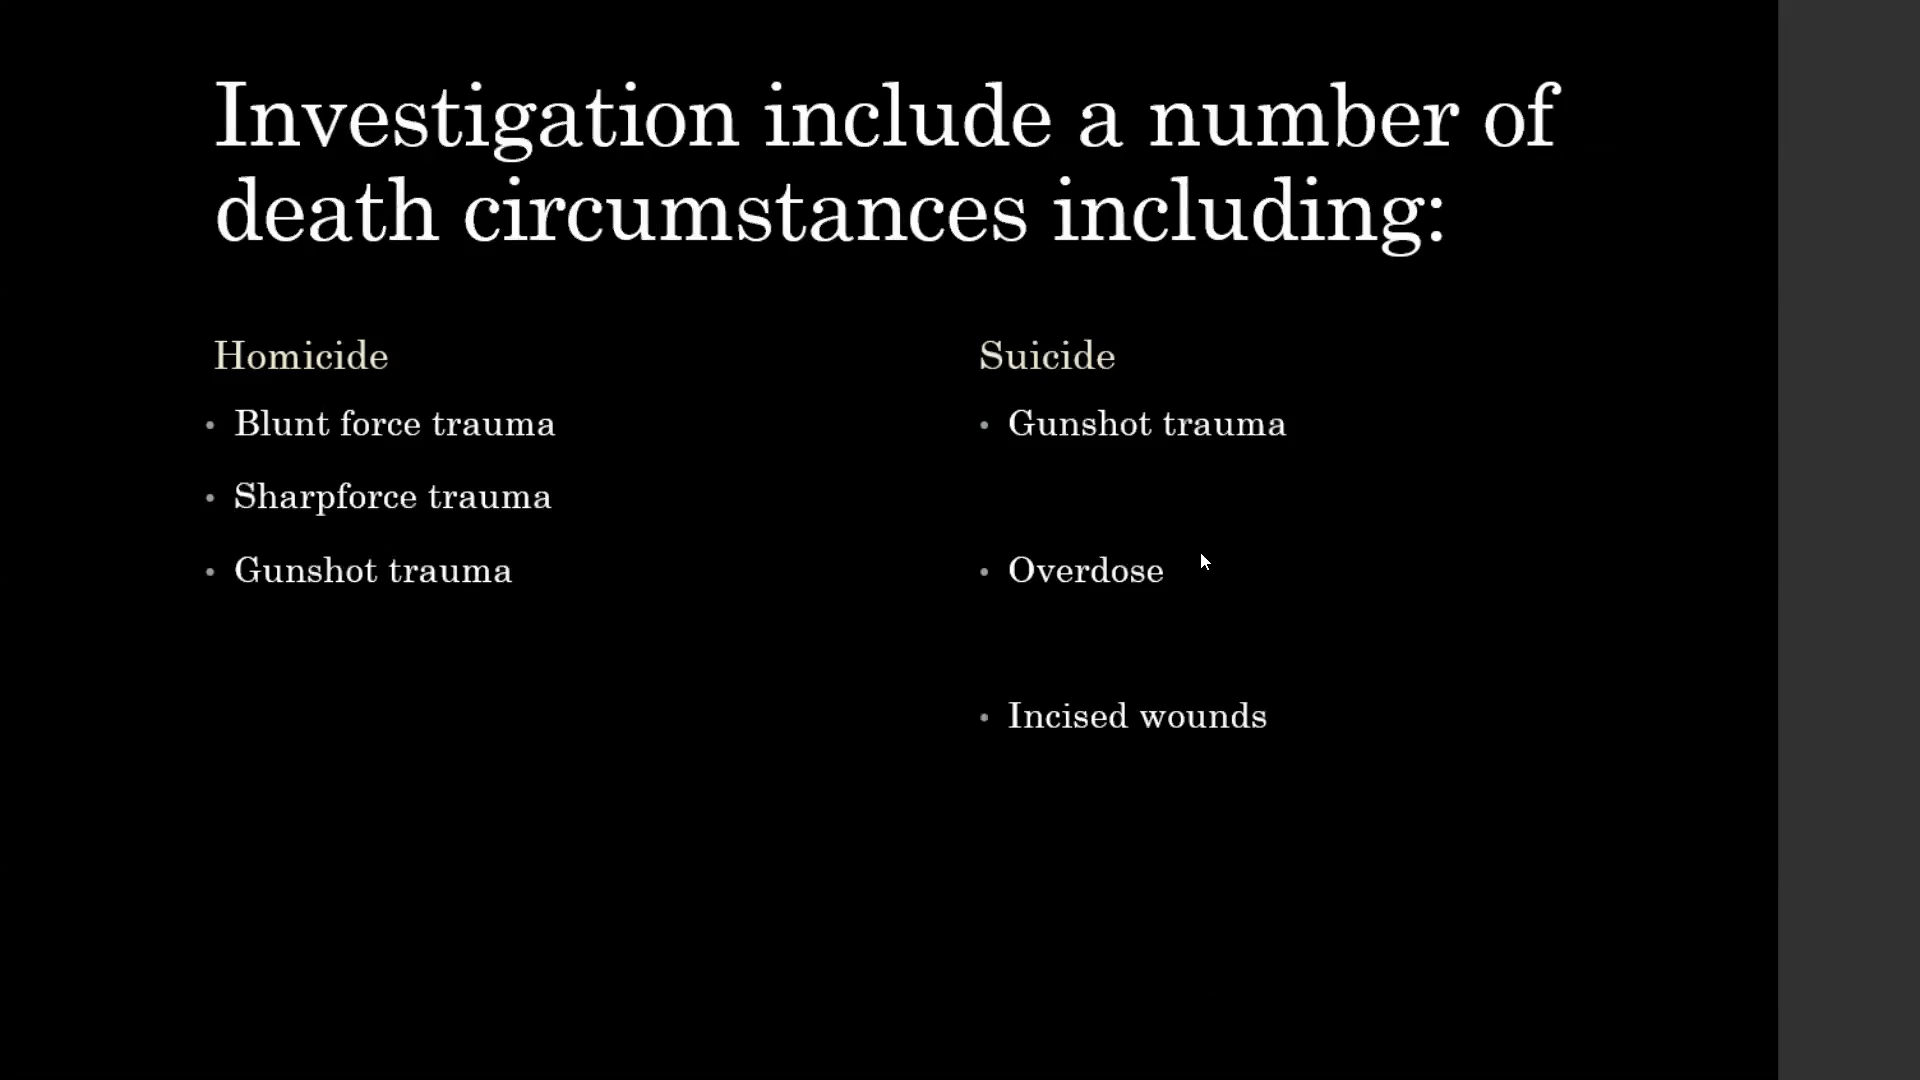 Investigation include a number of
death circumstances including:
Homicide
• Blunt force trauma
• Sharpforce trauma
• Gunshot trauma
Suicide
• Gunshot trauma
• Overdose
• Incised wounds